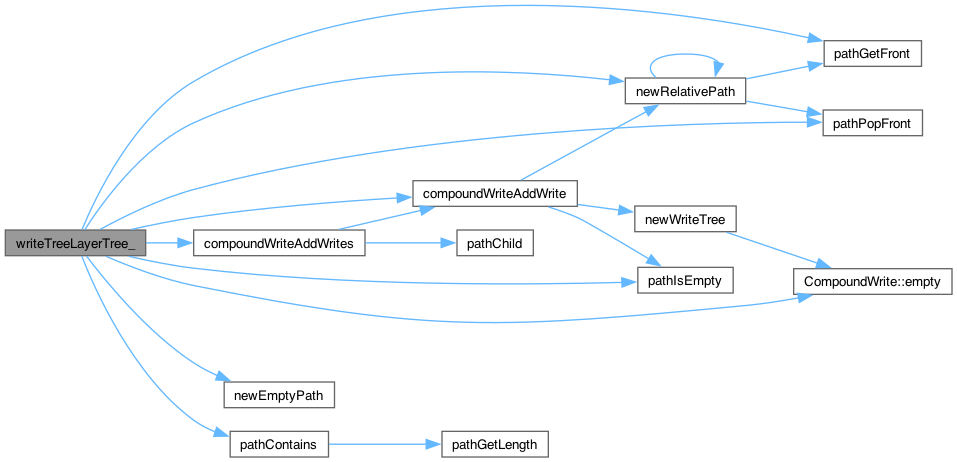 pathGetFront
newRelativePath
pathPopFront
compoundWriteAddWrite
newWriteTree
writeTreeLayerTree_
compoundWriteAddWrites
pathChild
pathIsEmpty
CompoundWrite::empty
newEmptyPath
pathContains
pathGetLength